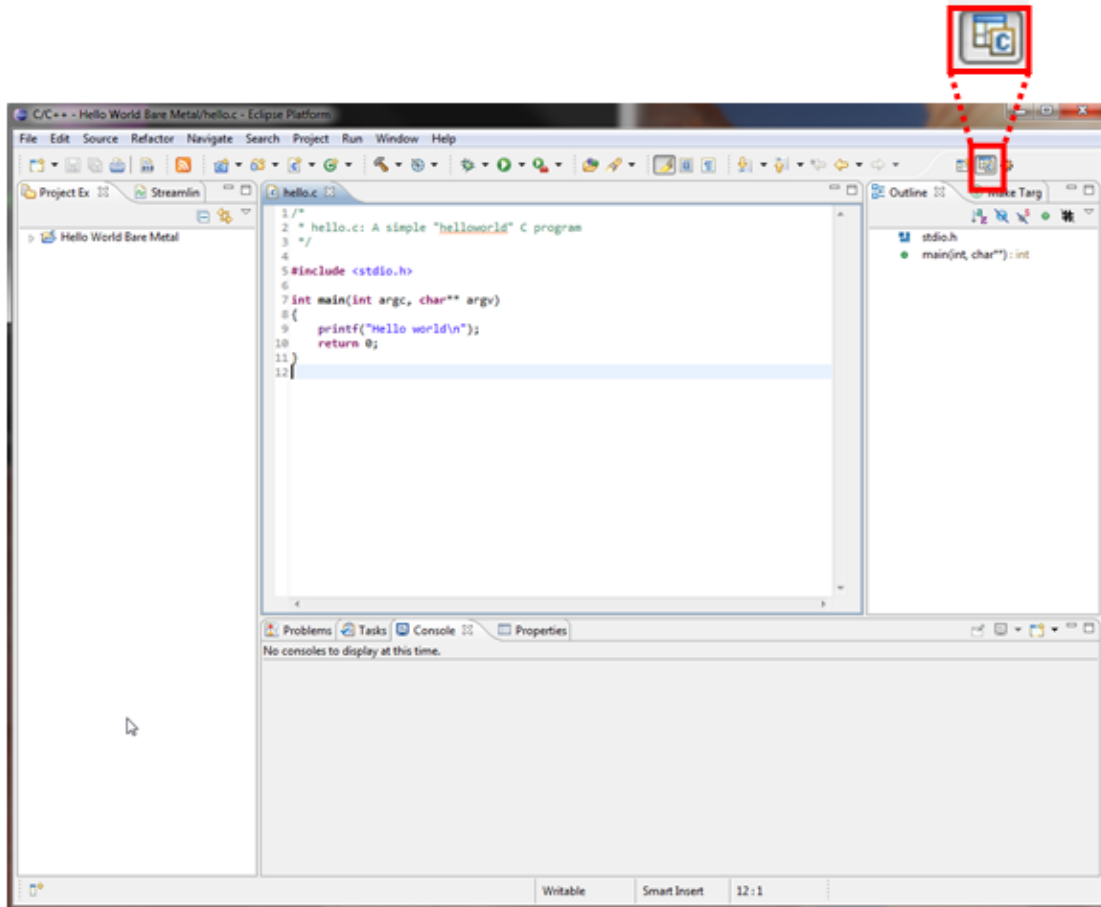 C
C/C++ - Hello World Bare Metal/hello.c - Eclipse Platform
File Edit Source Refactor Navigate Search Project Run Window Help
Project Ex Streamlin
hello.c
Outline Make Targ
Hello World Bare Metal
stdio.h
main(int, char**) : int
1 /*
2 * hello.c: A simple "helloworld" C program
3 */
4
5 #include <stdio.h>
6
7 int main(int argc, char** argv)
8 {
9 printf("Hello world\n");
10 return 0;
11 }
12
Problems Tasks Console Properties
No consoles to display at this time.
Writable Smart Insert 12 : 1